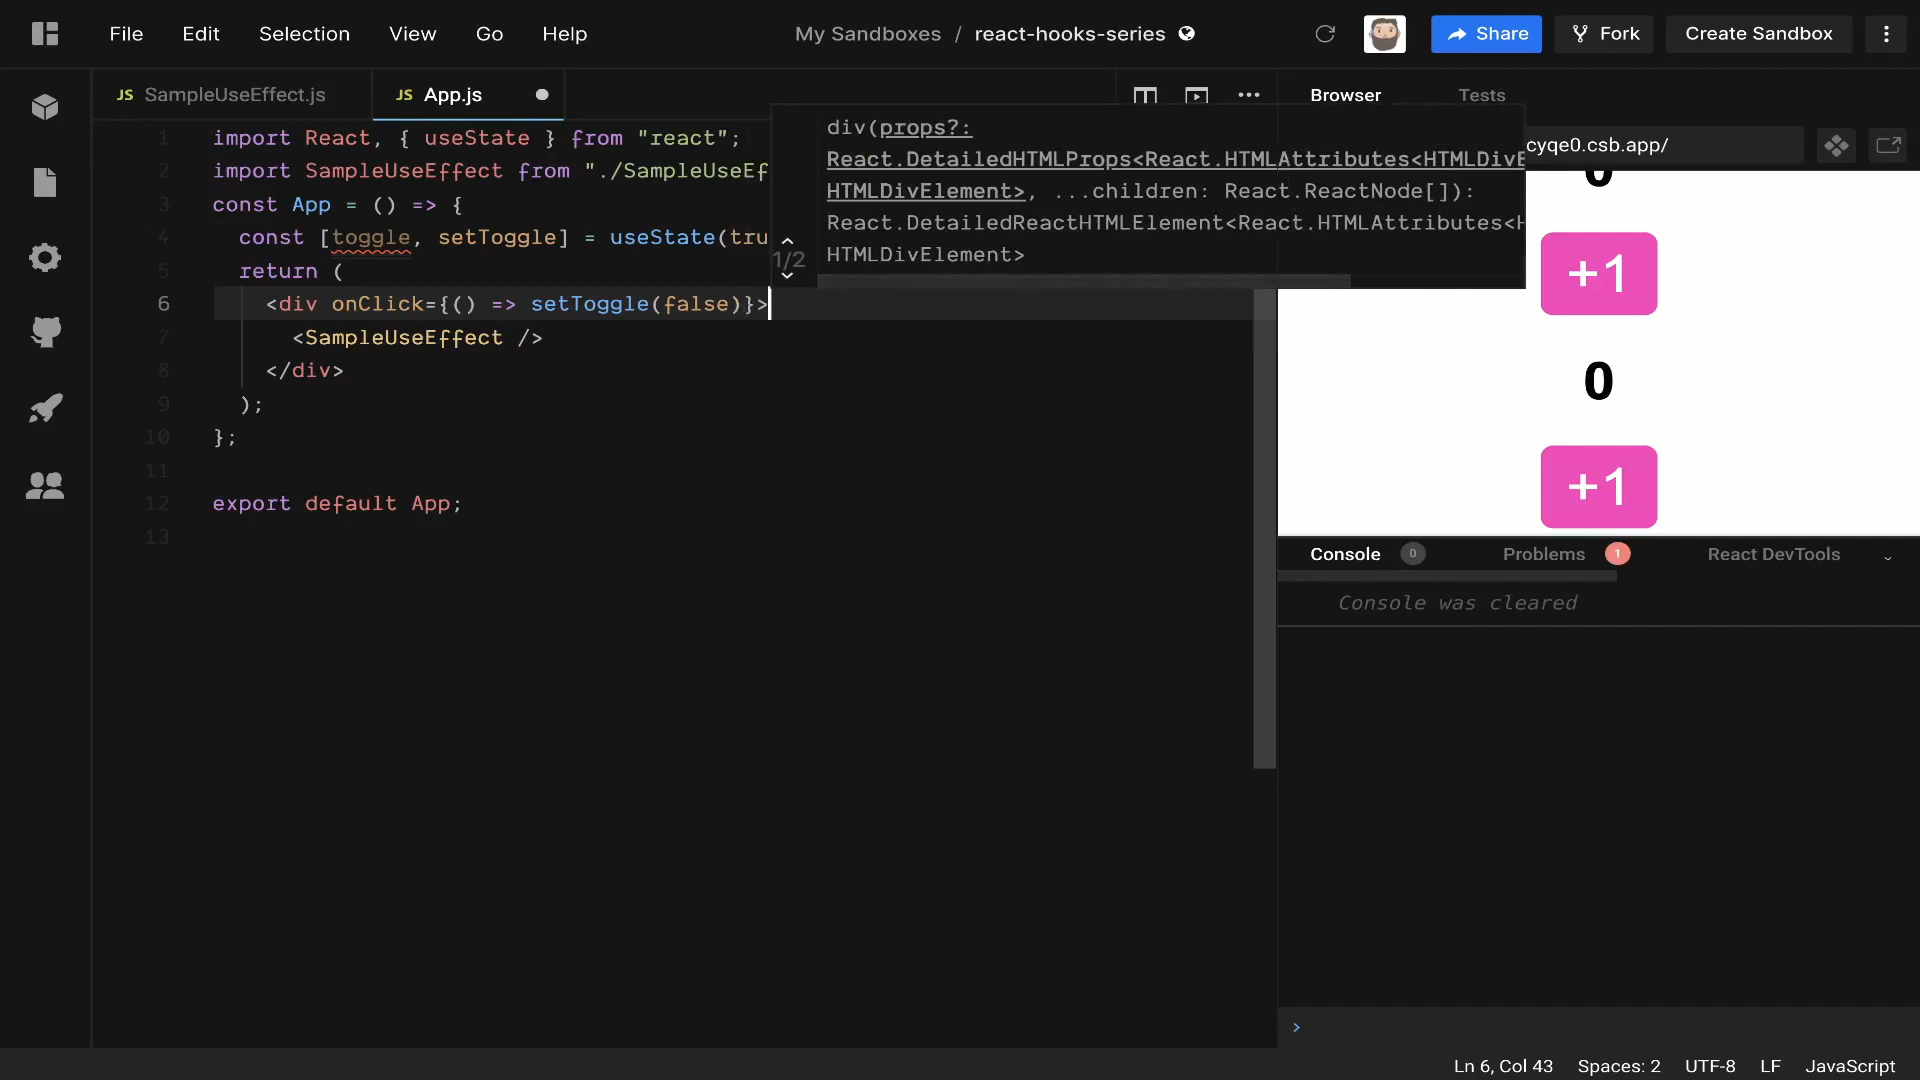 File Edit Selection View Go Help
My Sandboxes / react-hooks-series
Share Fork Create Sandbox
JS SampleUseEffect.js
JS App.js
Browser Tests
cyqe0.csb.app/
1 import React, { useState } from "react";
2 import SampleUseEffect from "./SampleUseEf
3 const App = () => {
4 const [toggle, setToggle] = useState(tru
5 return (
6 <div onClick={() => setToggle(false)}>
7 <SampleUseEffect />
8 </div>
9 );
10 };
11
12 export default App;
13
1/2
div(props?:
React.DetailedHTMLProps<React.HTMLAttributes<HTMLDivE
HTMLDivElement>, ...children: React.ReactNode[]):
React.DetailedReactHTMLElement<React.HTMLAttributes<H
HTMLDivElement>
0
+1
0
+1
Console 0 Problems 1 React DevTools
Console was cleared
>
Ln 6, Col 43 Spaces: 2 UTF-8 LF JavaScript